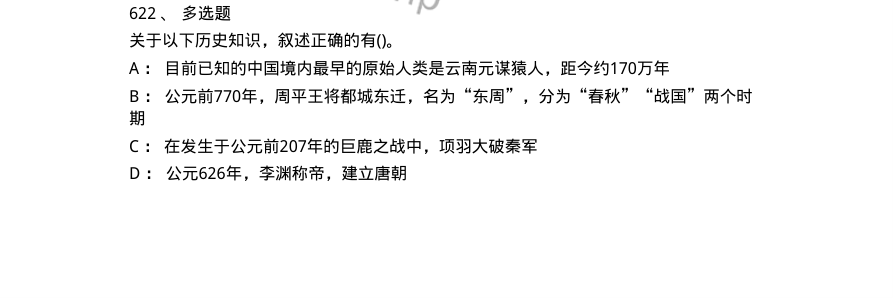 622 、 多选题
关于以下历史知识，叙述正确的有()。
A ： 目前已知的中国境内最早的原始人类是云南元谋猿人，距今约170万年
B ： 公元前770年，周平王将都城东迁，名为“东周”，分为“春秋”“战国”两个时
期
C ： 在发生于公元前207年的巨鹿之战中，项羽大破秦军
D ： 公元626年，李渊称帝，建立唐朝